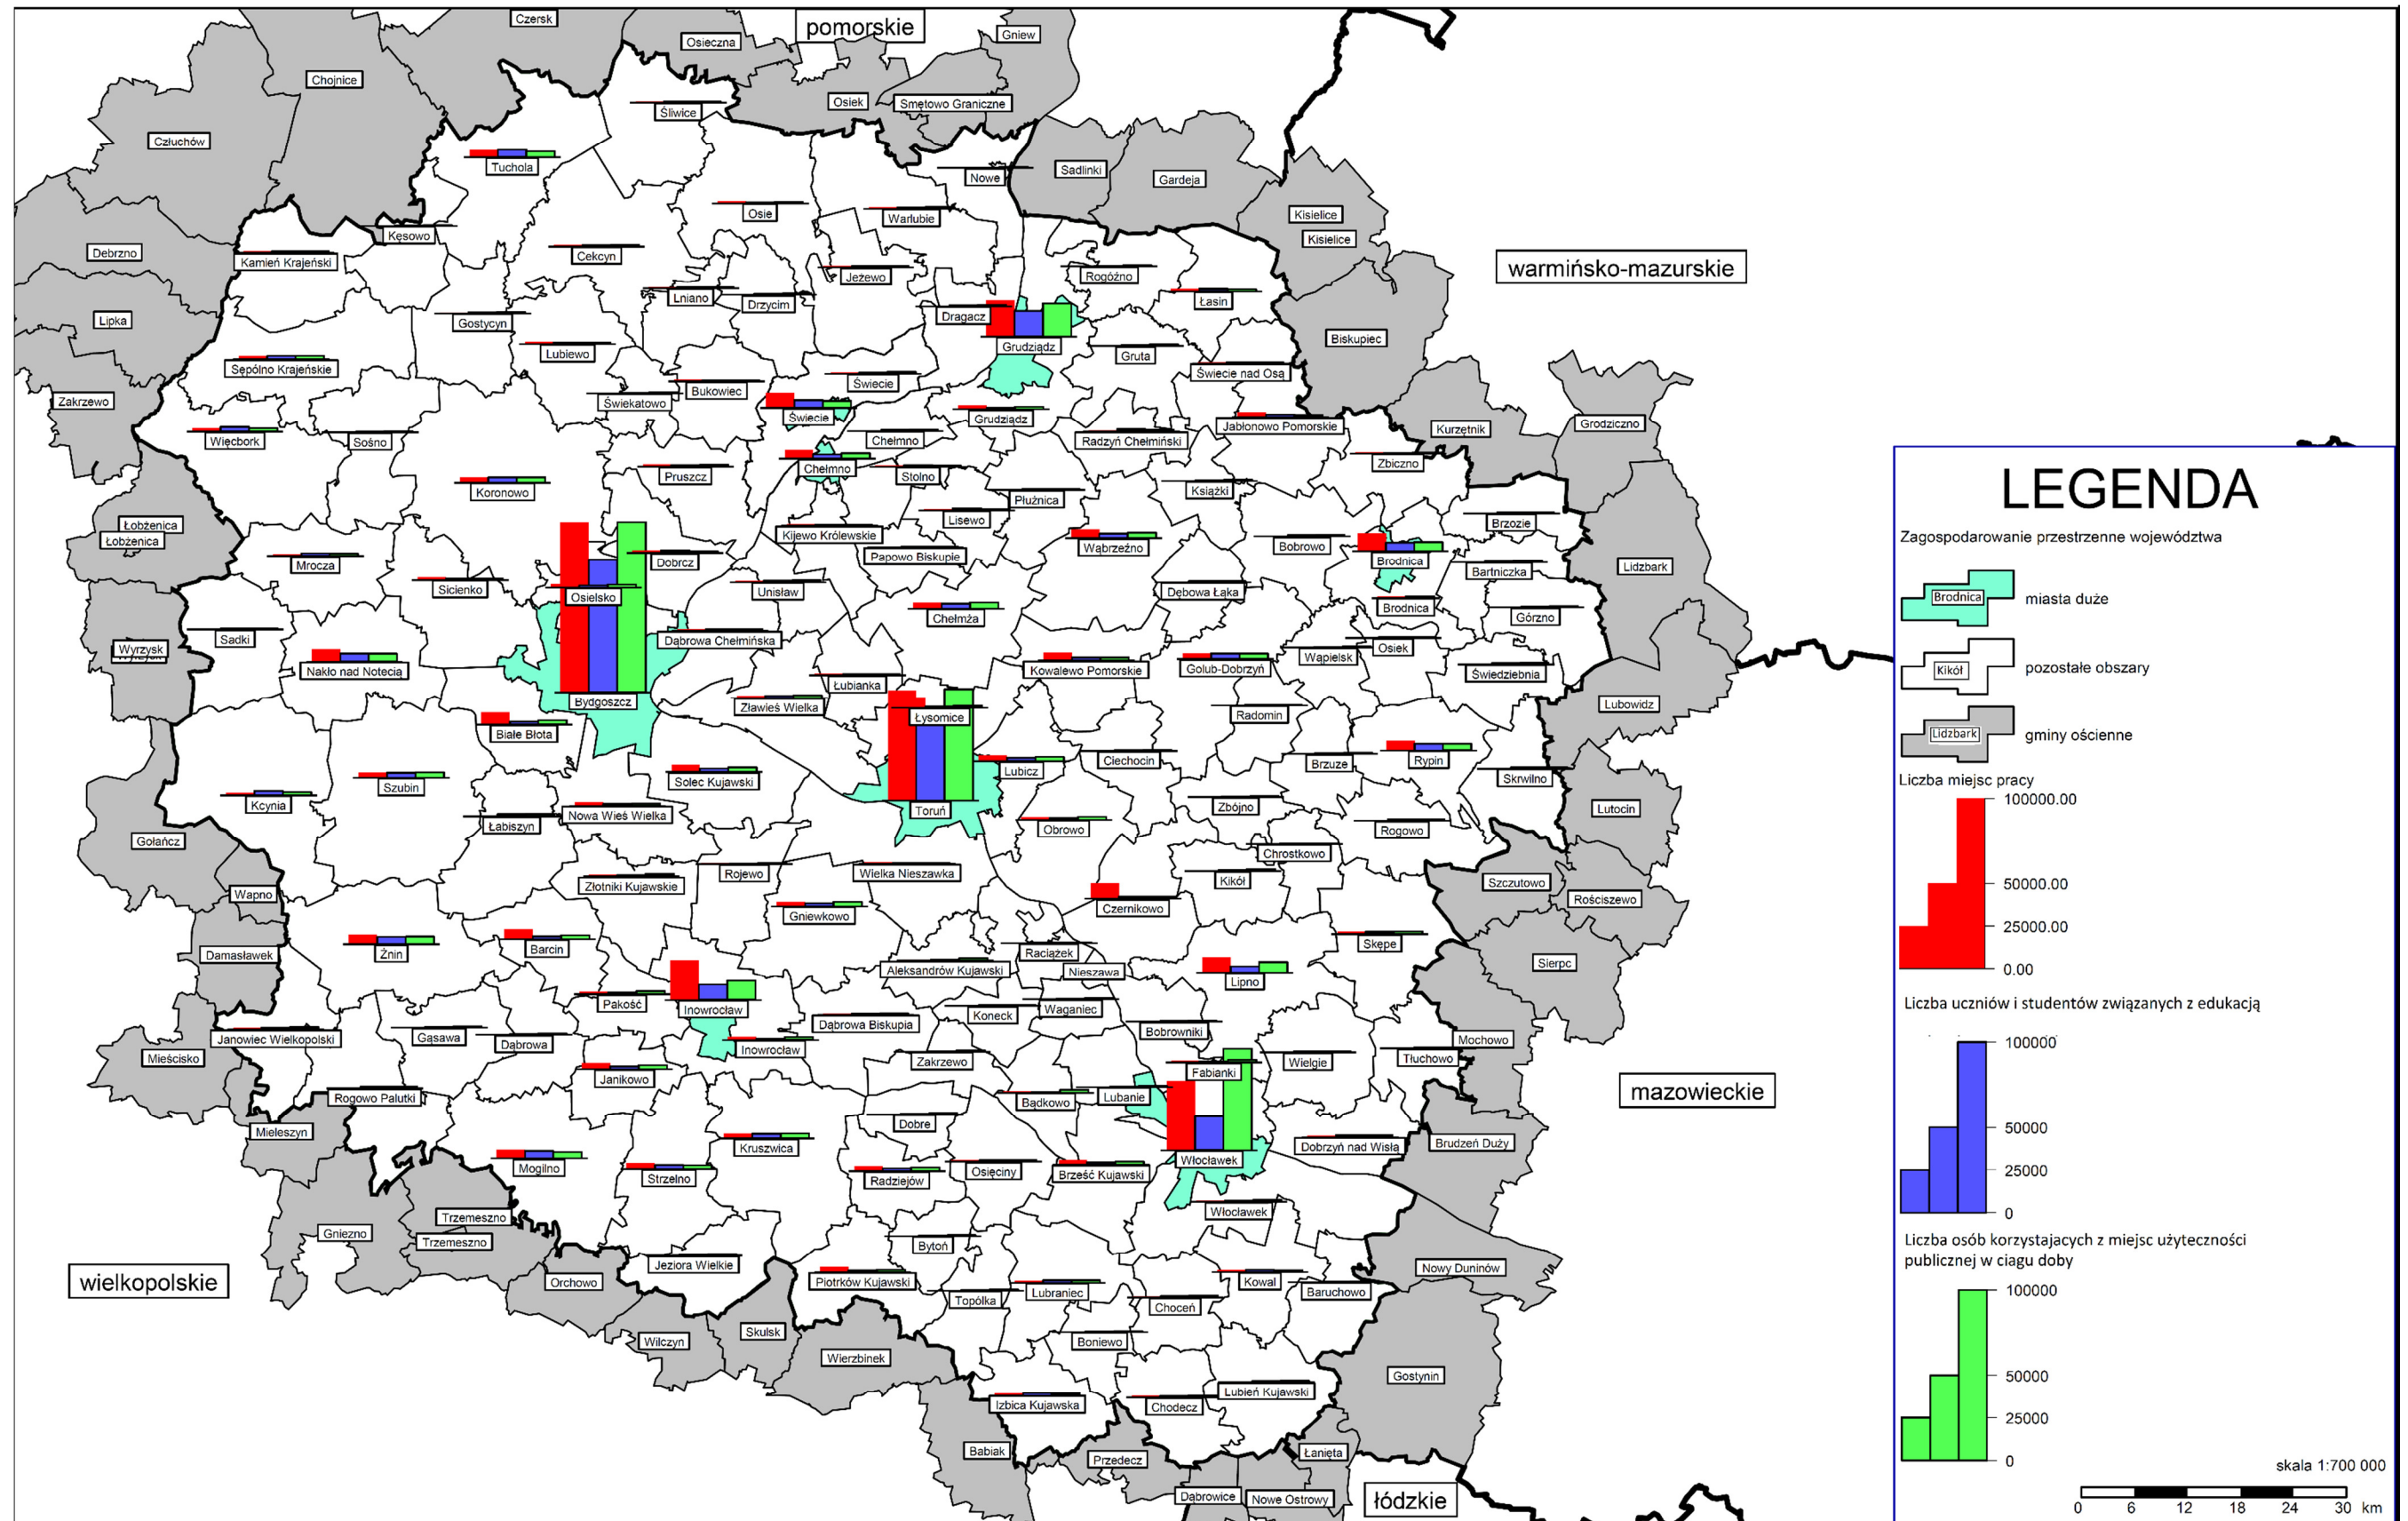 Czersk
pomorskie
Gniew
Osieczna
Chojnice
Osiek
Smętowo Graniczne
Śliwice
Człuchów
Tuchola
Sadlinki
Nowe
Gardeja
Osie
Warlubie
Kisielice
Kęsowo
Kisielice
Debrzno
Cekcyn
Kamień Krajeński
warmińsko-mazurskie
Jeżewo
Rogóźno
Lniano
Drzycim
Łasin
Dragacz
Lipka
Gostycyn
Biskupiec
Grudziądz
Lubiewo
Gruta
Sępólno Krajeńskie
Świecie nad Osą
Świecie
Bukowiec
Zakrzewo
Świekatowo
Świecie
Grudziądz
Grodziczno
Jabłonowo Pomorskie
Kurzętnik
Więcbork
Sośno
Chełmno
Radzyń Chełmiński
Zbiczno
Chełmno
Pruszcz
Stolno
Koronowo
Książki
Płużnica
Lisewo
Brzozie
Łobżenica
Łobżenica
Kijewo Królewskie
Wąbrzeźno
Bobrowo
Papowo Biskupie
Brodnica
Dobrcz
Mrocza
Lidzbark
Bartniczka
Sicienko
Unisław
Dębowa Łąka
Osielsko
Brodnica
Chełmża
Górzno
Sadki
Dąbrowa Chełmińska
Osiek
Wyrzysk
Wąpielsk
Nakło nad Notecią
Kowalewo Pomorskie
Golub-Dobrzyń
Świedziebnia
Łubianka
Bydgoszcz
Zławieś Wielka
Lubowidz
Łysomice
Radomin
Białe Błota
Ciechocin
Rypin
Brzuze
Lubicz
Skrwilno
Solec Kujawski
Szubin
Kcynia
Zbójno
Lutocin
Toruń
Nowa Wieś Wielka
Łabiszyn
Obrowo
Rogowo
Gołańcz
Chrostkowo
Rojewo
Wielka Nieszawka
Kikół
Szczutowo
Złotniki Kujawskie
Wapno
Rościszewo
Czernikowo
Gniewkowo
Skępe
Barcin
Żnin
Damasławek
Raciążek
Sierpc
Aleksandrów Kujawski
Nieszawa
Lipno
Pakość
Inowrocław
Waganiec
Koneck
Dąbrowa Biskupia
Bobrowniki
Janowiec Wielkopolski
Gąsawa
Mochowo
Dąbrowa
Inowrocław
Mieścisko
Tłuchowo
Zakrzewo
Wielgie
Fabianki
Janikowo
mazowieckie
Rogowo Pałutki
Lubanie
Bądkowo
Dobre
Mieleszyn
Brudzeń Duży
Kruszwica
Dobrzyń nad Wisłą
Włocławek
Mogilno
Osięciny
Brześć Kujawski
Strzelno
Radziejów
Włocławek
Trzemeszno
Gniezno
Trzemeszno
Bytoń
Jeziora Wielkie
Nowy Duninów
wielkopolskie
Orchowo
Piotrków Kujawski
Kowal
Lubraniec
Baruchowo
Topólka
Choceń
Skulsk
Wilczyn
Boniewo
Wierzbinek
Gostynin
Lubień Kujawski
Izbica Kujawska
Chodecz
Babiak
Łanięta
Przedecz
Dąbrowice
Nowe Ostrowy
łódzkie
LEGENDA
Zagospodarowanie przestrzenne województwa
Brodnica
miasta duże
Kikół
pozostałe obszary
Lidzbark
gminy ościenne
Liczba miejsc pracy
100000.00
50000.00
25000.00
0.00
Liczba uczniów i studentów związanych z edukacją
100000
50000
25000
0
Liczba osób korzystajacych z miejsc użyteczności
publicznej w ciagu doby
100000
50000
25000
0
skala 1:700 000
0 6 12 18 24 30 km